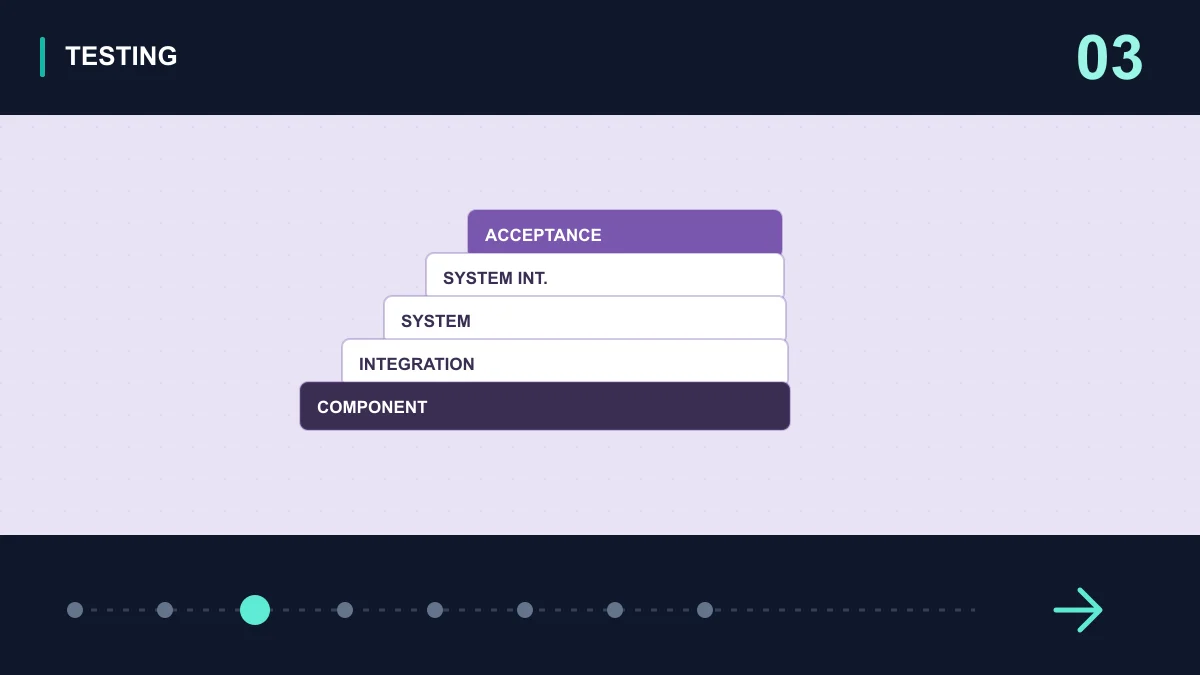 TESTING
03
ACCEPTANCE
SYSTEM INT.
SYSTEM
INTEGRATION
COMPONENT